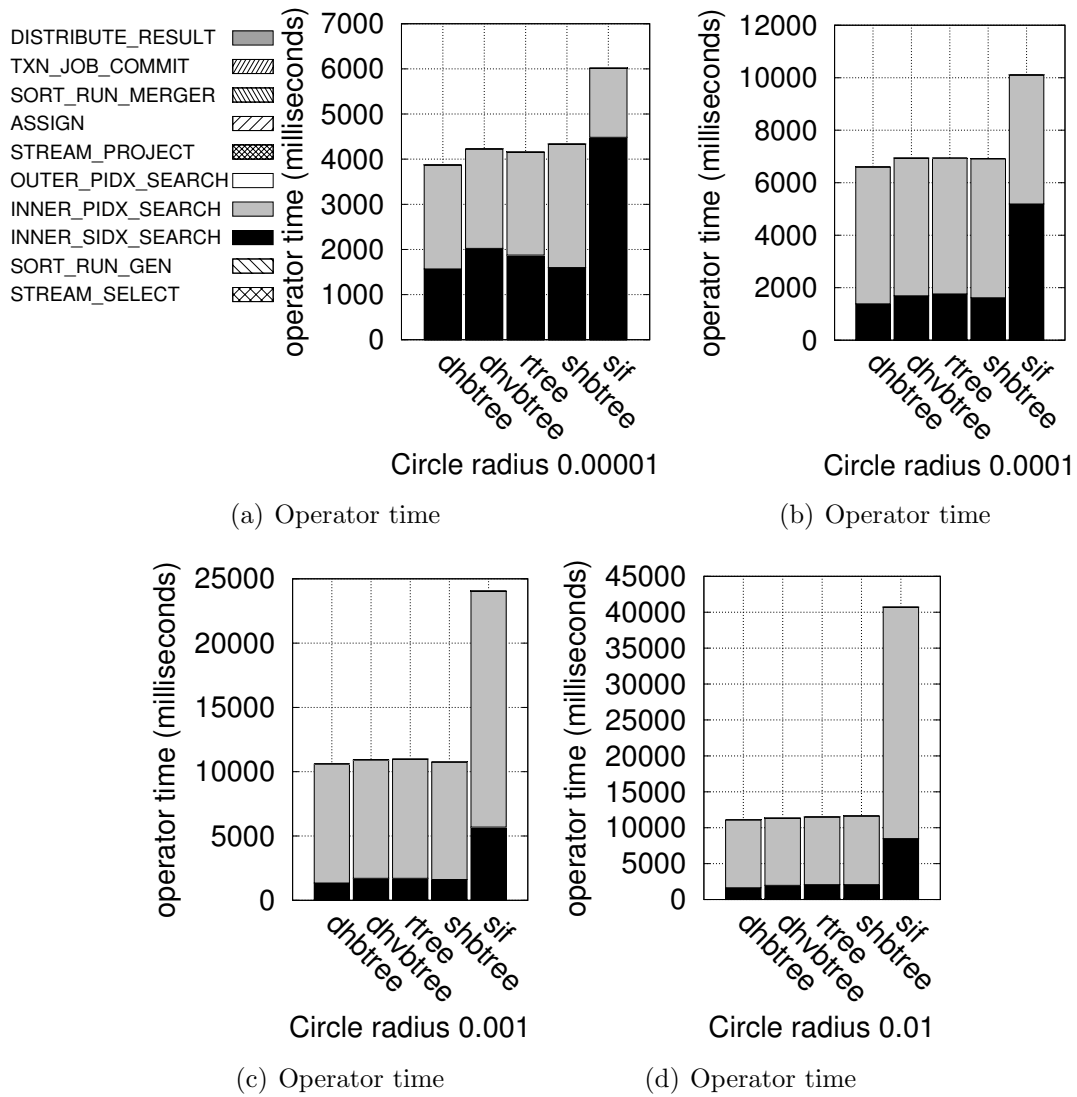 DISTRIBUTE_RESULT
TXN_JOB_COMMIT
SORT_RUN_MERGER
ASSIGN
STREAM_PROJECT
OUTER_PIDX_SEARCH
INNER_PIDX_SEARCH
INNER_SIDX_SEARCH
SORT_RUN_GEN
STREAM_SELECT
operator time (milliseconds)
7000
6000
5000
4000
3000
2000
1000
0
dhbtree
dhvbtree
rtree
shbtree
sif
Circle radius 0.00001
(a) Operator time
operator time (milliseconds)
12000
10000
8000
6000
4000
2000
0
dhbtree
dhvbtree
rtree
shbtree
sif
Circle radius 0.0001
(b) Operator time
operator time (milliseconds)
25000
20000
15000
10000
5000
0
dhbtree
dhvbtree
rtree
shbtree
sif
Circle radius 0.001
(c) Operator time
operator time (milliseconds)
45000
40000
35000
30000
25000
20000
15000
10000
5000
0
dhbtree
dhvbtree
rtree
shbtree
sif
Circle radius 0.01
(d) Operator time